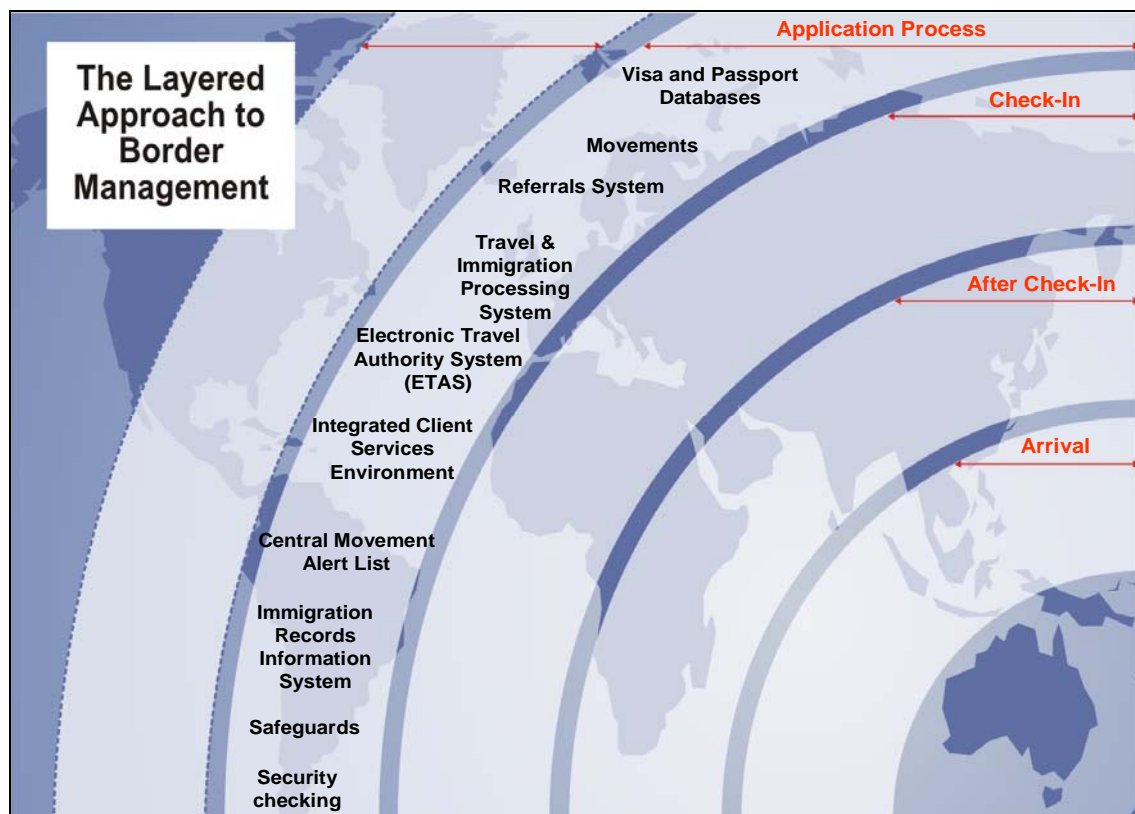 The Layered
Approach to
Border
Management
Application Process
Visa and Passport
Databases
Check-In
Movements
Referrals System
Travel &
Immigration
Processing
System
After Check-In
Electronic Travel
Authority System
(ETAS)
Integrated Client
Services
Environment
Arrival
Central Movement
Alert List
Immigration
Records
Information
System
Safeguards
Security
checking